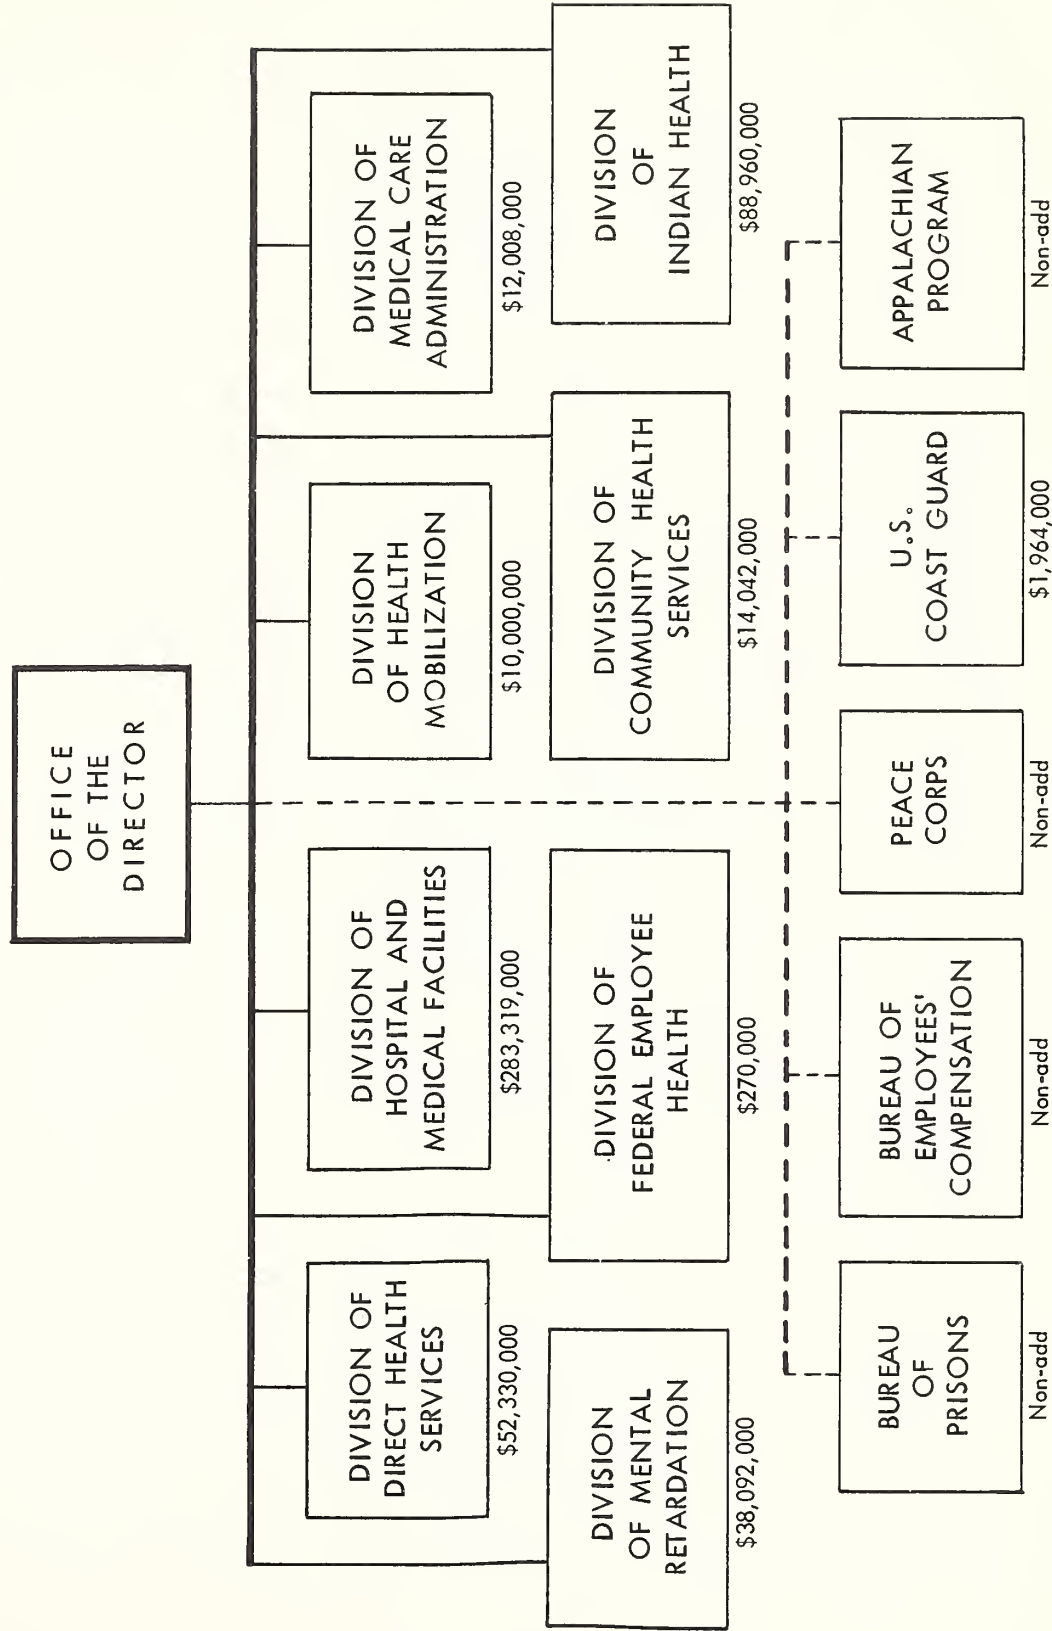 OFFICE
OF THE
DIRECTOR
DIVISION OF
DIRECT HEALTH
SERVICES
$52,330,000
DIVISION OF
HOSPITAL AND
MEDICAL FACILITIES
$283,319,000
DIVISION
OF HEALTH
MOBILIZATION
$10,000,000
DIVISION OF
MEDICAL CARE
ADMINISTRATION
$12,008,000
DIVISION
OF MENTAL
RETARDATION
$38,092,000
DIVISION OF
FEDERAL EMPLOYEE
HEALTH
$270,000
DIVISION OF
COMMUNITY HEALTH
SERVICES
$14,042,000
DIVISION
OF
INDIAN HEALTH
$88,960,000
BUREAU
OF
PRISONS
Non-add
BUREAU OF
EMPLOYEES'
COMPENSATION
Non-add
PEACE
CORPS
Non-add
U.S.
COAST GUARD
$1,964,000
APPALACHIAN
PROGRAM
Non-add